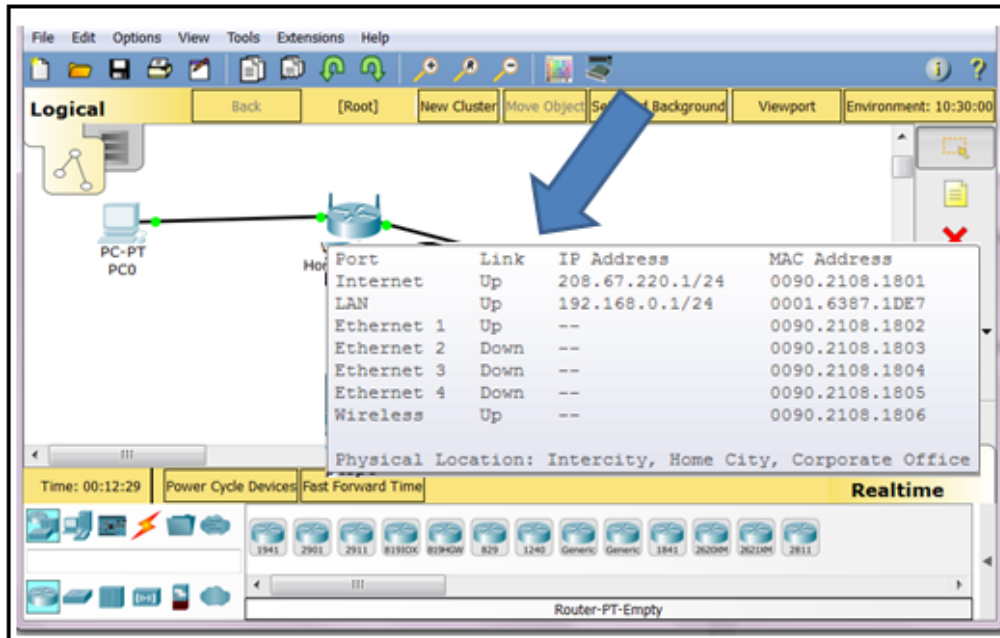 File Edit Options View Tools Extensions Help
Logical Back [Root] New Cluster Move Object Background Viewport Environment: 10:30:00
PC-PT
PC0
Port Link IP Address MAC Address
Internet Up 208.67.220.1/24 0090.2108.1801
LAN Up 192.168.0.1/24 0001.6387.1DE7
Ethernet 1 Up -- 0090.2108.1802
Ethernet 2 Down -- 0090.2108.1803
Ethernet 3 Down -- 0090.2108.1804
Ethernet 4 Down -- 0090.2108.1805
Wireless Up -- 0090.2108.1806
Physical Location: Intercity, Home City, Corporate Office
Time: 00:12:29 Power Cycle Devices Fast Forward Time Realtime
1941 2901 2911 819IOX 819HGW 829 1240 Generic Generic 1841 2620XM 2621XM 2811
Router-PT-Empty